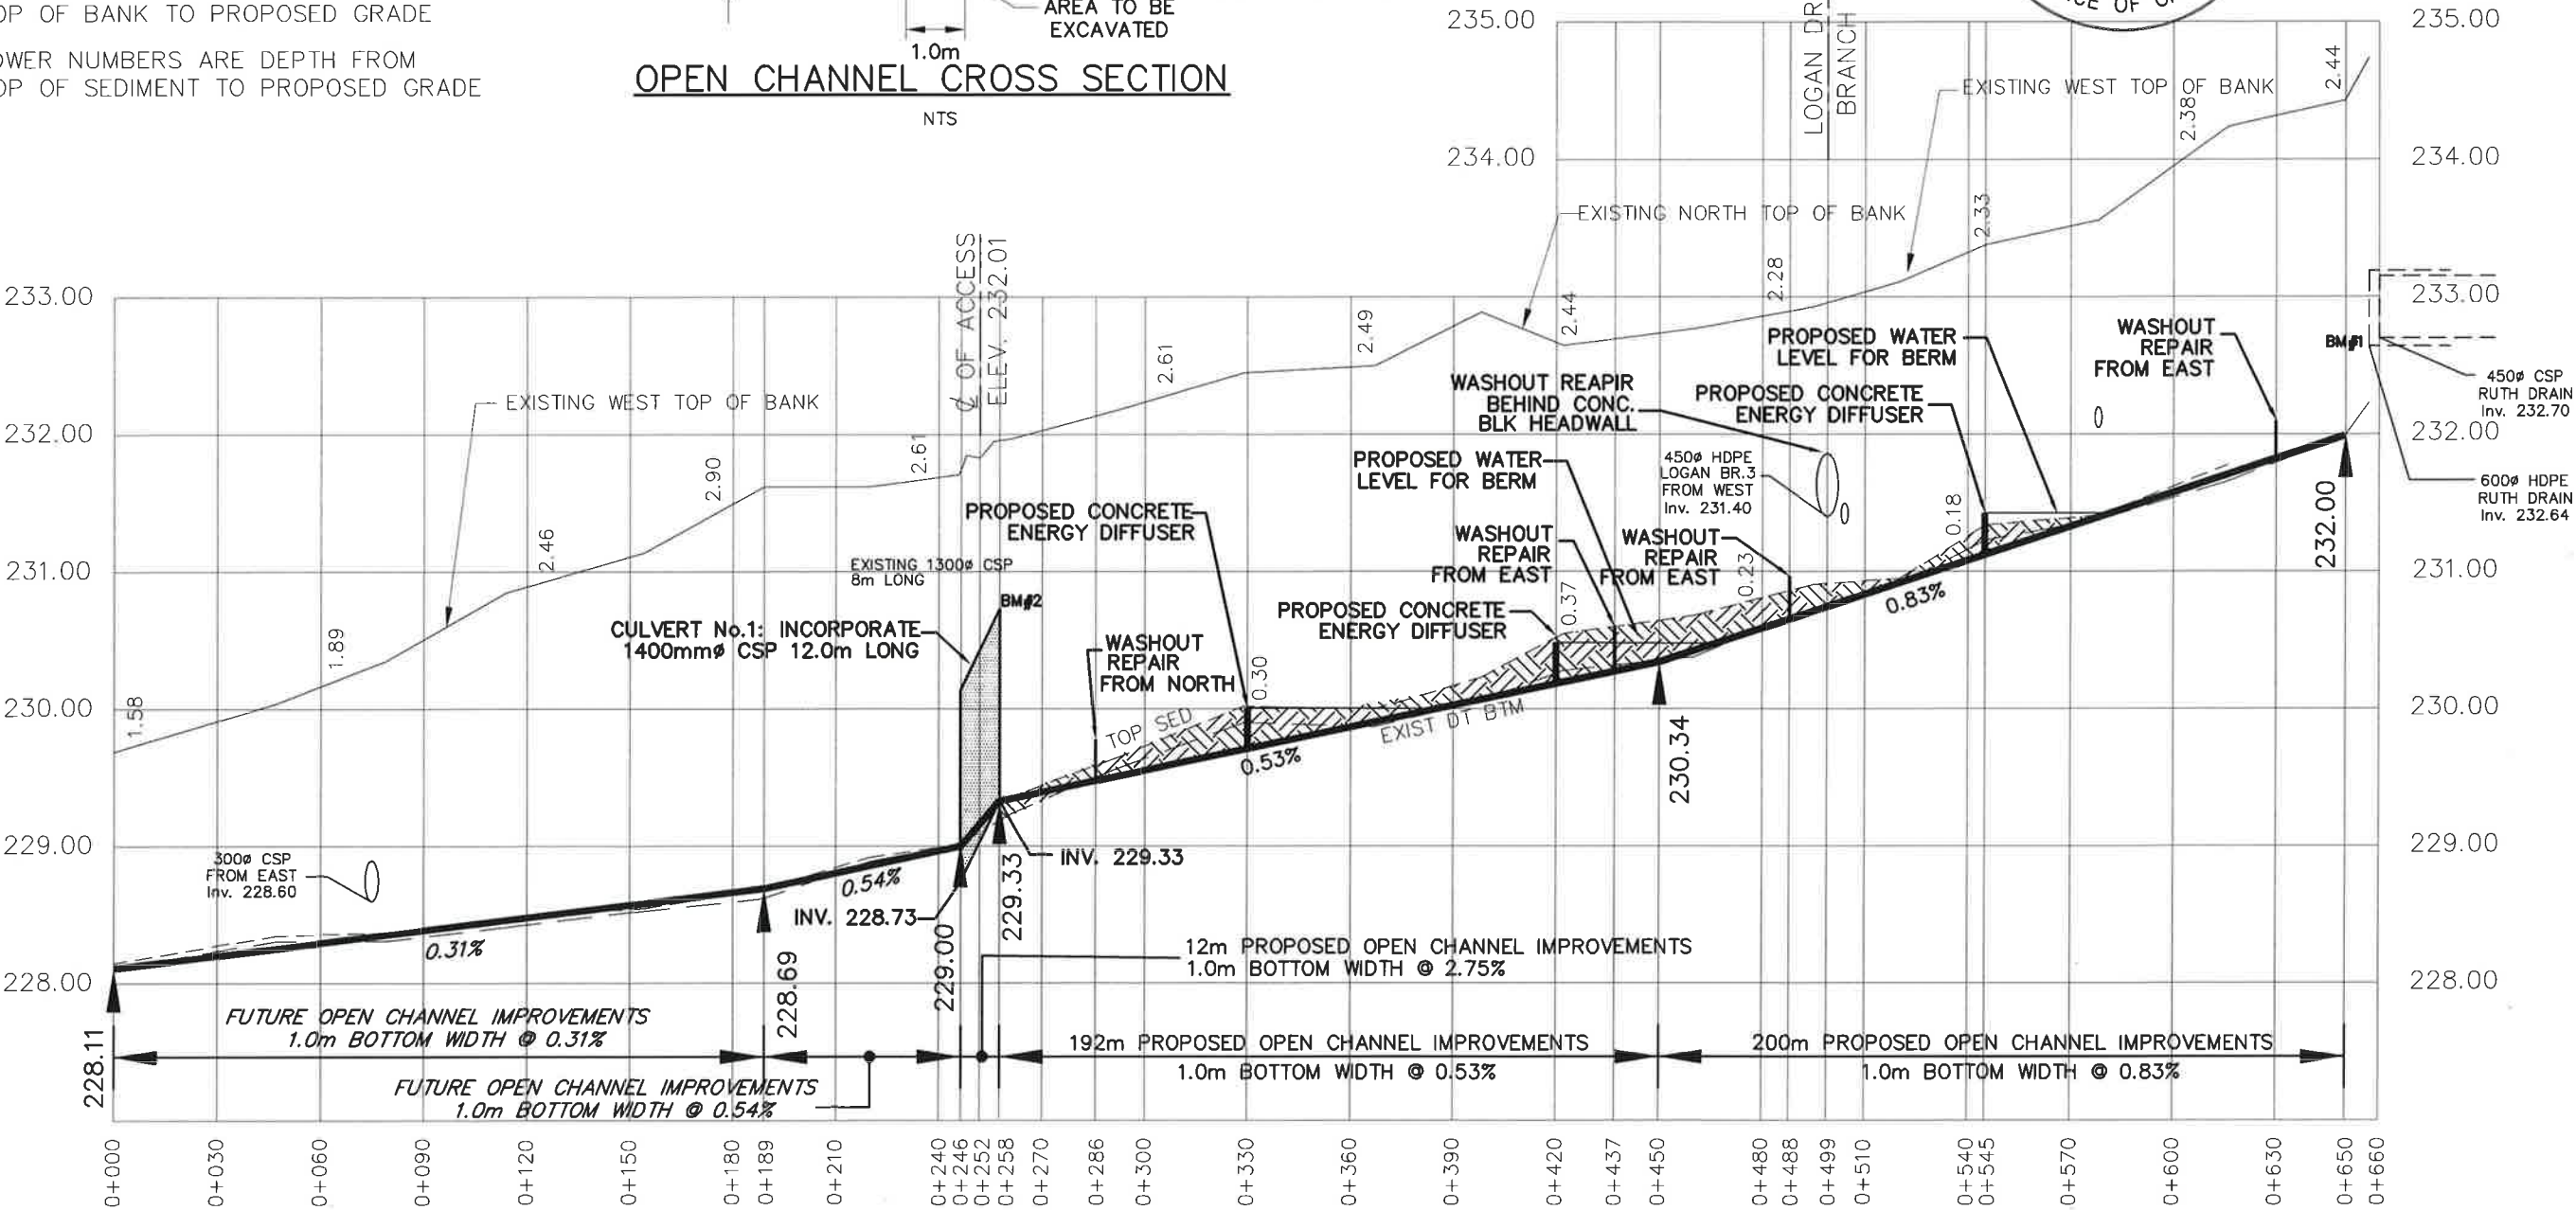 OP OF BANK TO PROPOSED GRADE
OWER NUMBERS ARE DEPTH FROM
OP OF SEDIMENT TO PROPOSED GRADE
AREA TO BE
EXCAVATED
1.0m
OPEN CHANNEL CROSS SECTION
NTS
235.00
234.00
LOGAN DR
BRANCH
235.00
234.00
233.00
232.00
231.00
230.00
229.00
228.00
233.00
232.00
231.00
230.00
229.00
228.00
EXISTING WEST TOP OF BANK
EXISTING NORTH TOP OF BANK
EXISTING WEST TOP OF BANK
1.58
1.89
2.46
2.90
2.61
2.61
2.49
2.44
2.28
2.33
2.38
2.44
℄ OF ACCESS
ELEV. 232.01
PROPOSED WATER
LEVEL FOR BERM
WASHOUT
REPAIR
FROM EAST
BM#1
450ø CSP
RUTH DRAIN
Inv. 232.70
600ø HDPE
RUTH DRAIN
Inv. 232.64
WASHOUT REAPIR
BEHIND CONC.
BLK HEADWALL
PROPOSED CONCRETE
ENERGY DIFFUSER
PROPOSED WATER
LEVEL FOR BERM
450ø HDPE
LOGAN BR.3
FROM WEST
Inv. 231.40
PROPOSED CONCRETE
ENERGY DIFFUSER
WASHOUT
REPAIR
FROM EAST
WASHOUT
REPAIR
FROM EAST
0.18
0.23
0.37
0.30
EXISTING 1300ø CSP
8m LONG
BM#2
CULVERT No.1: INCORPORATE
1400mmø CSP 12.0m LONG
WASHOUT
REPAIR
FROM NORTH
PROPOSED CONCRETE
ENERGY DIFFUSER
TOP SED
EXIST DT BTM
0.31%
0.54%
0.53%
0.83%
300ø CSP
FROM EAST
Inv. 228.60
INV. 228.73
INV. 229.33
228.11
228.69
229.00
229.33
230.34
232.00
12m PROPOSED OPEN CHANNEL IMPROVEMENTS
1.0m BOTTOM WIDTH @ 2.75%
FUTURE OPEN CHANNEL IMPROVEMENTS
1.0m BOTTOM WIDTH @ 0.31%
FUTURE OPEN CHANNEL IMPROVEMENTS
1.0m BOTTOM WIDTH @ 0.54%
192m PROPOSED OPEN CHANNEL IMPROVEMENTS
1.0m BOTTOM WIDTH @ 0.53%
200m PROPOSED OPEN CHANNEL IMPROVEMENTS
1.0m BOTTOM WIDTH @ 0.83%
0+000
0+030
0+060
0+090
0+120
0+150
0+180
0+189
0+210
0+240
0+246
0+252
0+258
0+270
0+286
0+300
0+330
0+360
0+390
0+420
0+437
0+450
0+480
0+488
0+499
0+510
0+540
0+545
0+570
0+600
0+630
0+650
0+660